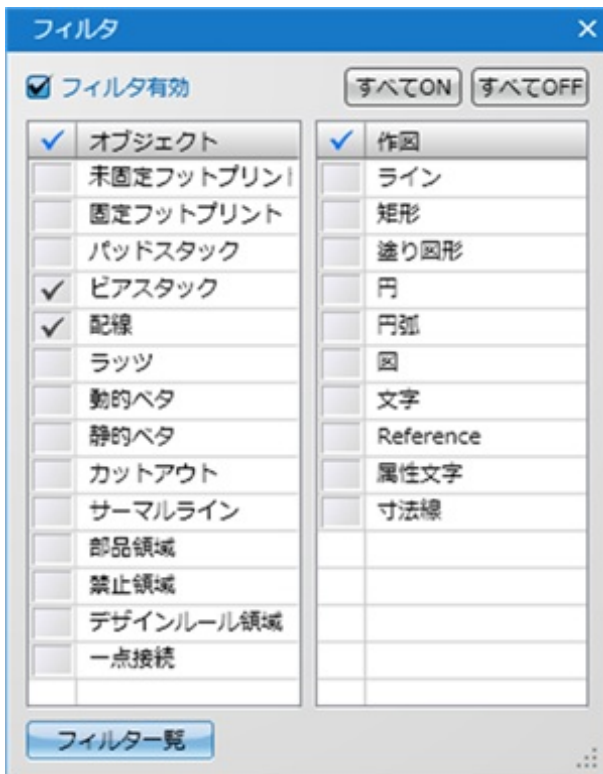 フィルタ
フィルタ有効
すべてON
すべてOFF
オブジェクト
未固定フットプリント
固定フットプリント
パッドスタック
ビアスタック
配線
ラッツ
動的ベタ
静的ベタ
カットアウト
サーマルライン
部品領域
禁止領域
デザインルール領域
一点接続
作図
ライン
矩形
塗り図形
円
円弧
図
文字
Reference
属性文字
寸法線
フィルタ一覧